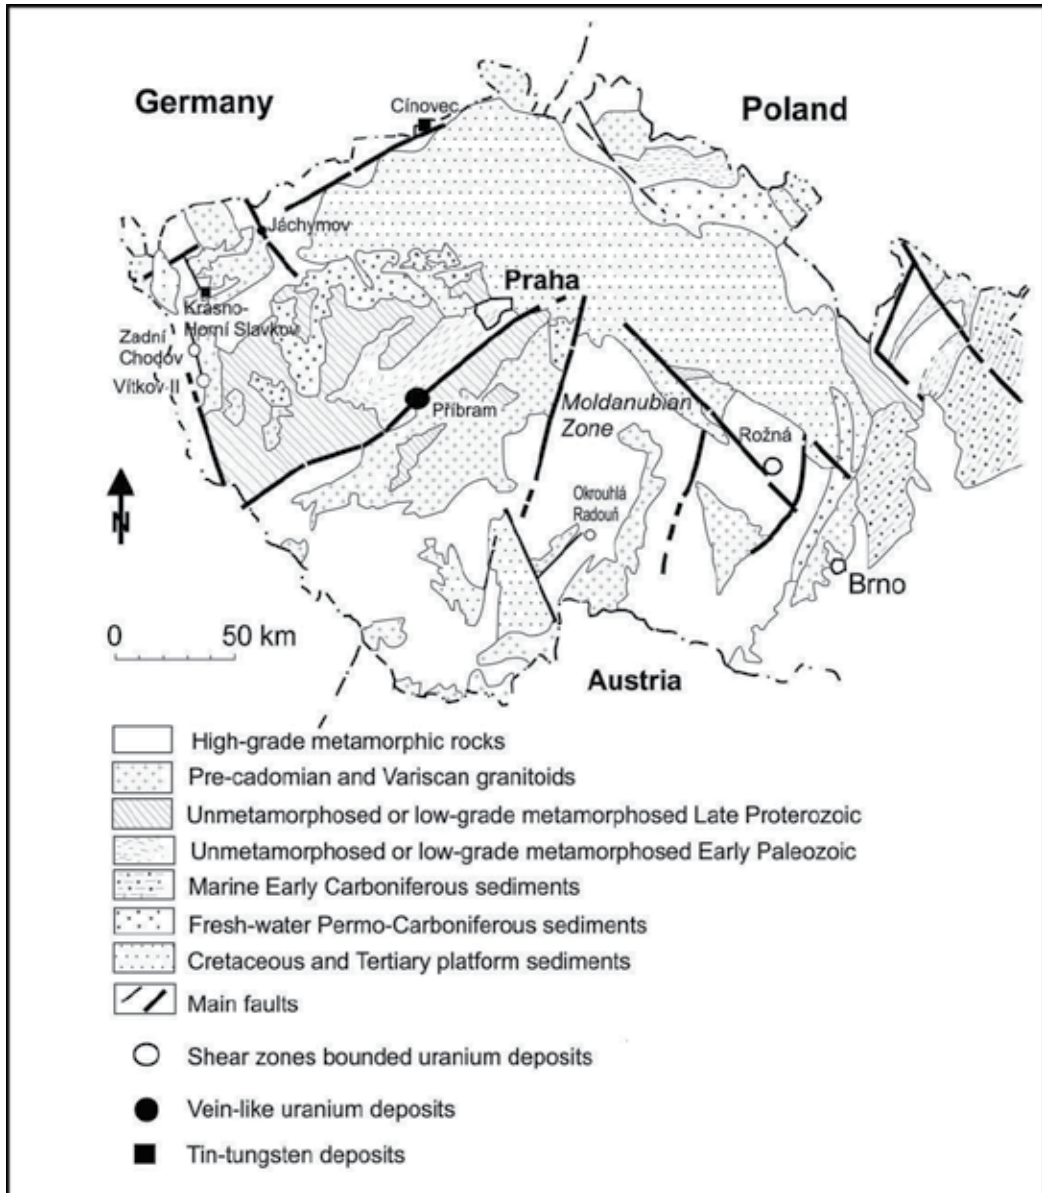 Germany
Cínovec
Poland
Jáchymov
Praha
Krásno-
Horní Slavkov
Zadní
Chodov
Vítkov II
Příbram
Moldanubian
Zone
Rožná
Okrouhlá
Radouň
N
Brno
0 50 km
Austria
High-grade metamorphic rocks
Pre-cadomian and Variscan granitoids
Unmetamorphosed or low-grade metamorphosed Late Proterozoic
Unmetamorphosed or low-grade metamorphosed Early Paleozoic
Marine Early Carboniferous sediments
Fresh-water Permo-Carboniferous sediments
Cretaceous and Tertiary platform sediments
Main faults
Shear zones bounded uranium deposits
Vein-like uranium deposits
Tin-tungsten deposits